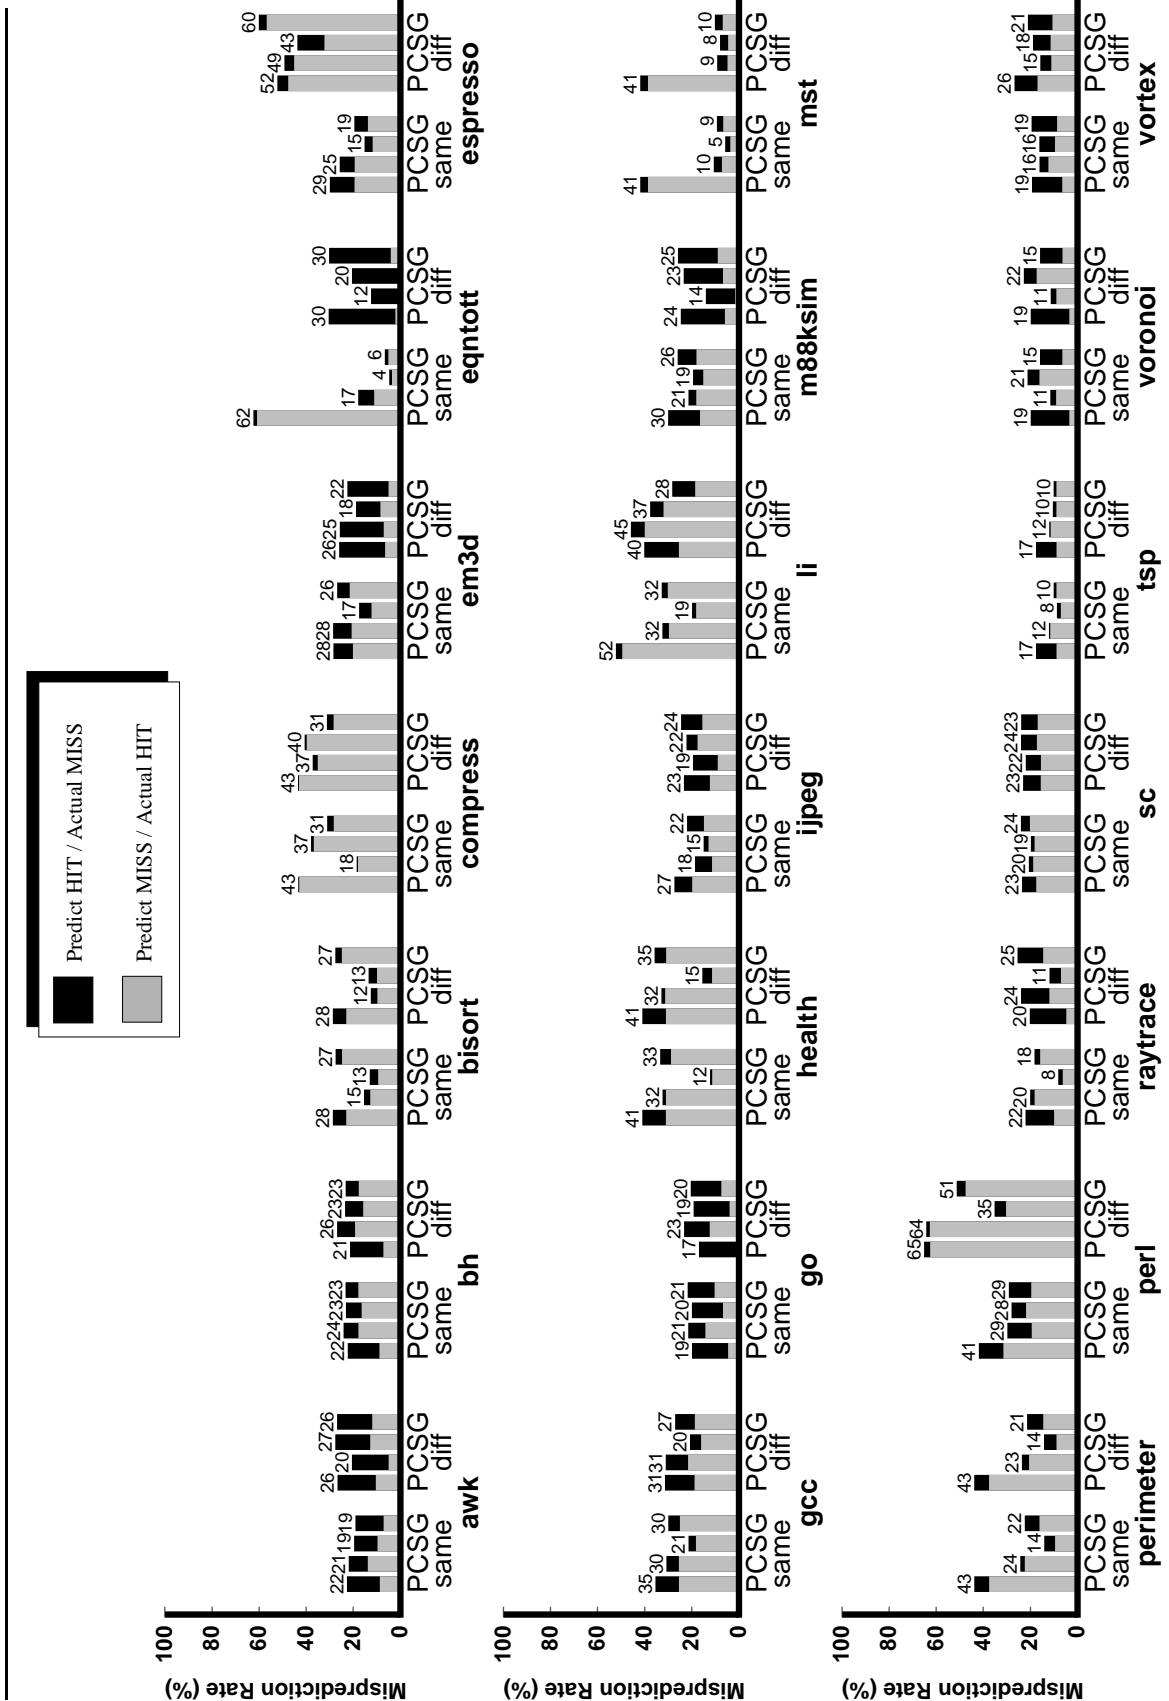 Predict HIT / Actual MISS
Predict MISS / Actual HIT
Misprediction Rate (%)
100
80
60
40
20
0
22 21 19 19 26 20 27 26 22 24 23 23 21 26 23 23 28 15 13 27 28 12 13 27 43 18 37 31 43 37 40 31 28 28 17 26 26 25 18 22 62 17 4 6 30 12 20 30 29 25 15 19 52 49 43 60
PCSG PCSG PCSG PCSG PCSG PCSG PCSG PCSG PCSG PCSG PCSG PCSG PCSG PCSG
same diff same diff same diff same diff same diff same diff same diff
awk bh bisort compress em3d eqntott espresso
Misprediction Rate (%)
100
80
60
40
20
0
35 30 21 30 31 31 20 27 19 21 20 21 17 23 19 20 41 32 12 33 41 32 15 35 27 18 15 22 23 19 22 24 52 32 19 32 40 45 37 28 30 21 19 26 24 14 23 25 41 10 5 9 41 9 8 10
PCSG PCSG PCSG PCSG PCSG PCSG PCSG PCSG PCSG PCSG PCSG PCSG PCSG PCSG
same diff same diff same diff same diff same diff same diff same diff
gcc go health ijpeg li m88ksim mst
Misprediction Rate (%)
100
80
60
40
20
0
43 24 14 22 43 23 14 21 41 29 28 29 65 64 35 51 22 20 8 18 20 24 11 25 23 20 19 24 23 22 24 23 17 12 8 10 17 12 10 10 19 11 21 15 19 11 22 15 19 16 16 19 26 15 18 21
PCSG PCSG PCSG PCSG PCSG PCSG PCSG PCSG PCSG PCSG PCSG PCSG PCSG PCSG
same diff same diff same diff same diff same diff same diff same diff
perimeter perl raytrace sc tsp voronoi vortex